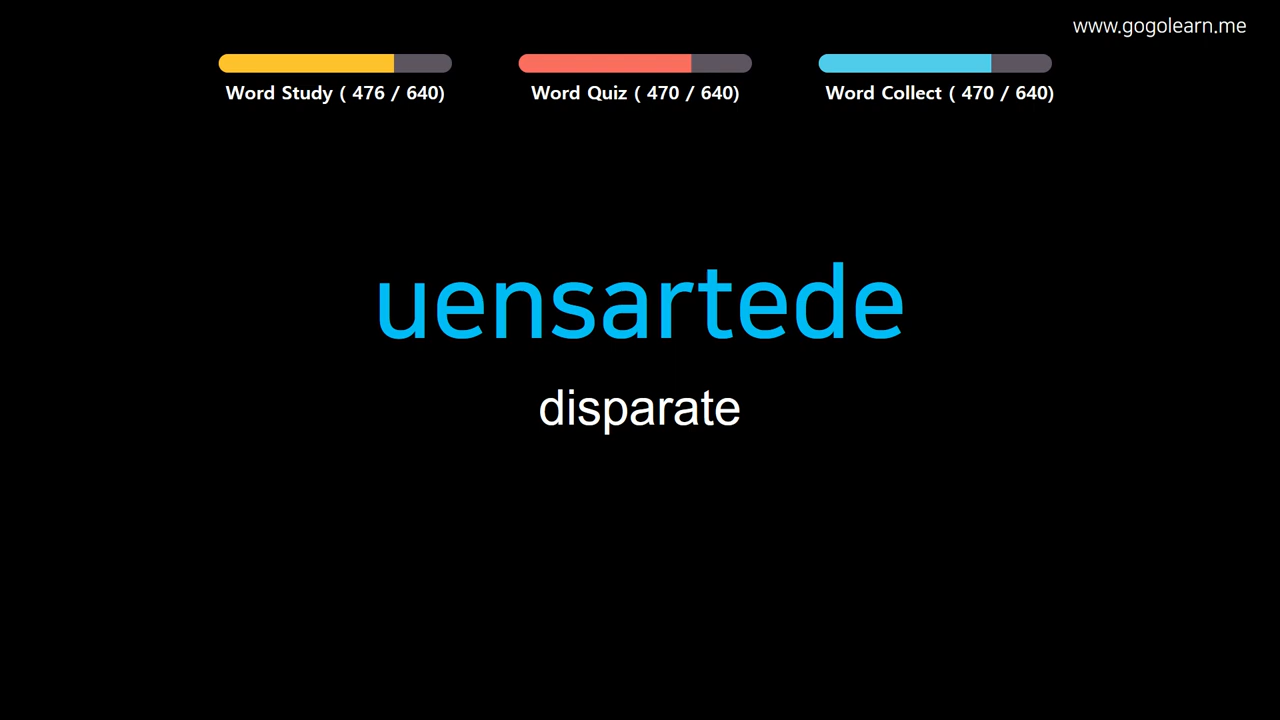 www.gogolearn.me
Word Study ( 476 / 640)
Word Quiz ( 470 / 640)
Word Collect ( 470 / 640)
uensartede
disparate